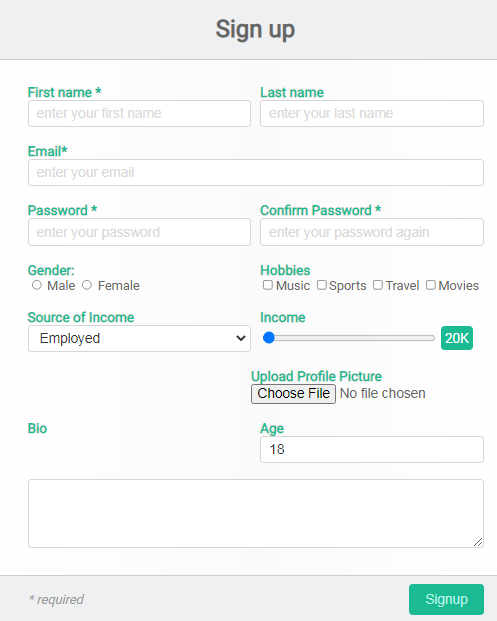 Sign up
First name * Last name
enter your first name enter your last name
Email*
enter your email
Password * Confirm Password *
enter your password enter your password again
Gender: Hobbies
Male Female Music Sports Travel Movies
Source of Income Income
Employed 20K
Upload Profile Picture
Choose File No file chosen
Bio Age
18
* required Signup